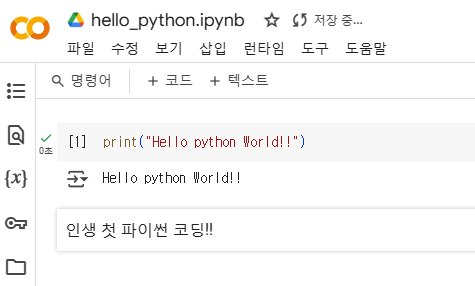 hello_python.ipynb 저장 중...
파일 수정 보기 삽입 런타임 도구 도움말
명령어 + 코드 + 텍스트
[1] print("Hello python World!!")
0초
Hello python World!!
인생 첫 파이썬 코딩!!
{x}